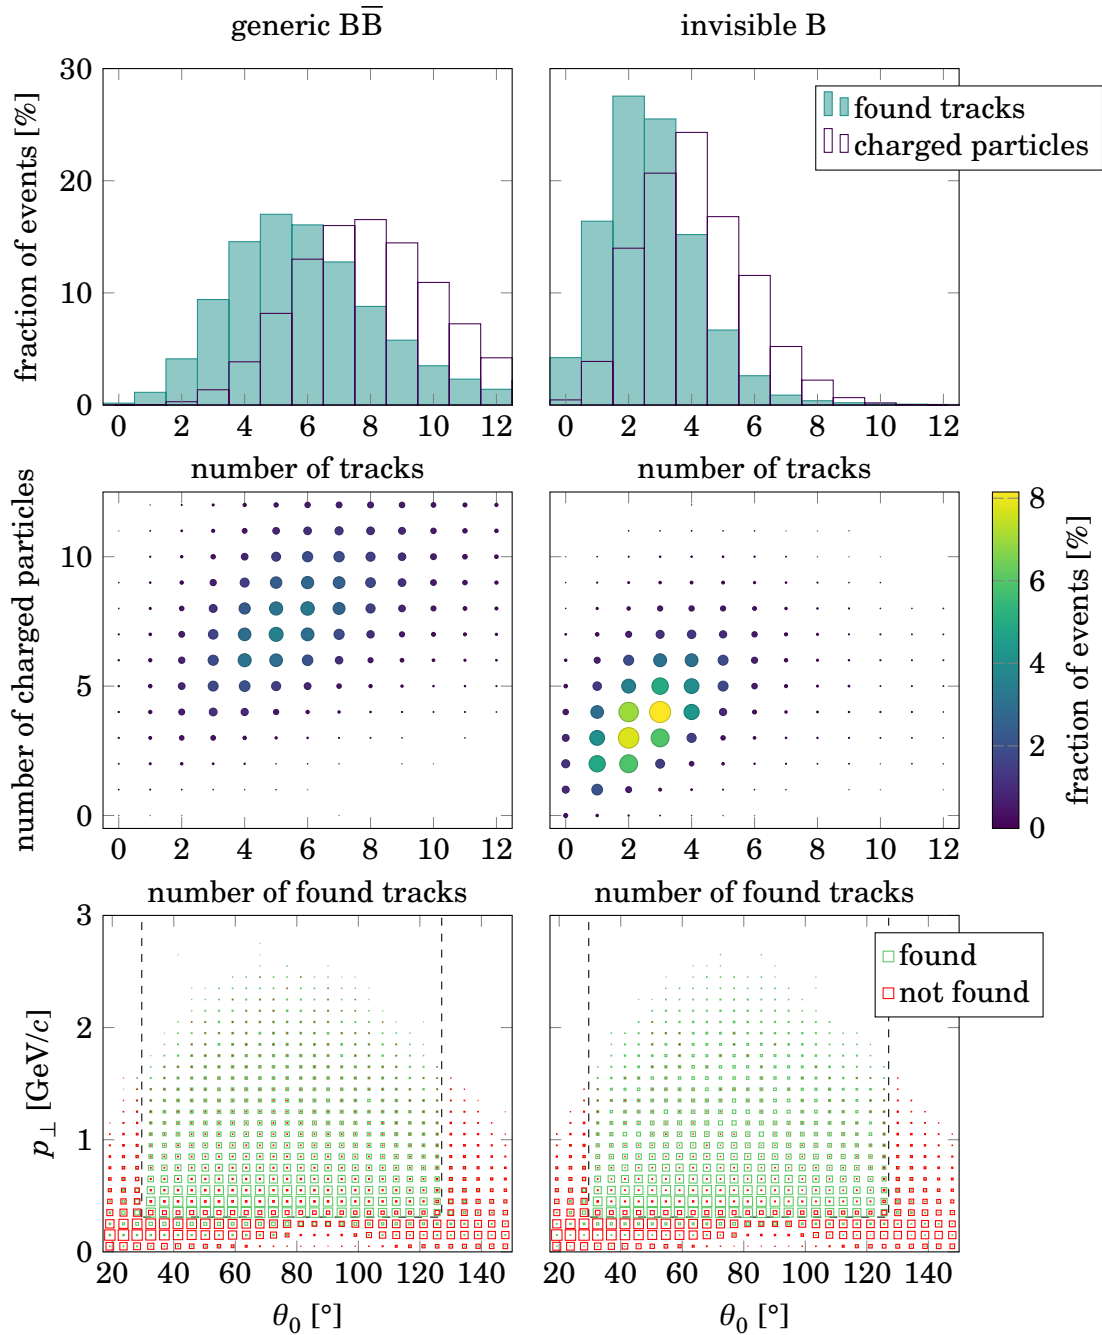 generic BB̅ invisible B
30
20
10
0
fraction of events [%]
found tracks
charged particles
0 2 4 6 8 10 12 0 2 4 6 8 10 12
number of tracks number of tracks
10
5
0
number of charged particles
8
6
4
2
0
fraction of events [%]
0 2 4 6 8 10 12 0 2 4 6 8 10 12
number of found tracks number of found tracks
3
2
1
0
p⊥ [GeV/c]
found
not found
20 40 60 80 100 120 140 20 40 60 80 100 120 140
θ₀ [°] θ₀ [°]